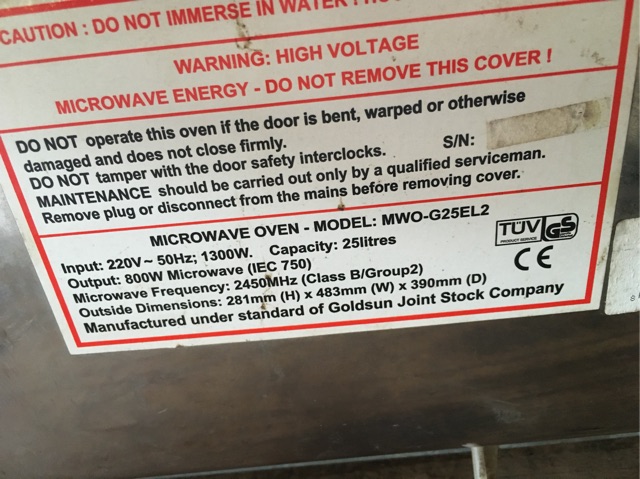 CAUTION : DO NOT IMMERSE IN WATER
WARNING: HIGH VOLTAGE
MICROWAVE ENERGY - DO NOT REMOVE THIS COVER !
DO NOT operate this oven if the door is bent, warped or otherwise
damaged and does not close firmly.
DO NOT tamper with the door safety interclocks. S/N:
MAINTENANCE should be carried out only by a qualified serviceman.
Remove plug or disconnect from the mains before removing cover.
MICROWAVE OVEN - MODEL: MWO-G25EL2
Input: 220V~ 50Hz; 1300W. Capacity: 25litres
Output: 800W Microwave (IEC 750)
Microwave Frequency: 2450MHz (Class B/Group2)
Outside Dimensions: 281mm (H) x 483mm (W) x 390mm (D)
Manufactured under standard of Goldsun Joint Stock Company
TÜV GS
PRODUCT SERVICE
CE